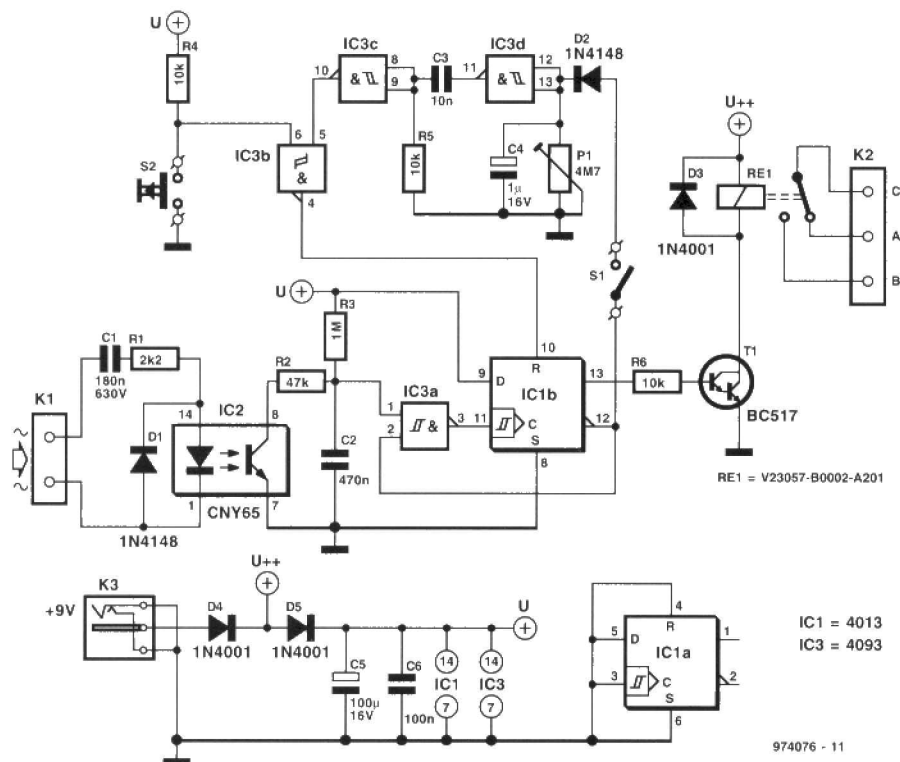 U
R4
10k
S2
IC3b
6
5
&
4
IC3c
10
&
8
9
C3
10n
IC3d
11
&
12
13
D2
1N4148
R5
10k
C4
1µ
16V
P1
4M7
S1
U++
D3
1N4001
RE1
K2
C
A
B
U
R3
1M
C1
180n
630V
R1
2k2
K1
~
~
D1
1N4148
14
IC2
8
1
CNY65
7
R2
47k
C2
470n
IC3a
1
2
&
3
11
9
D
10
R
IC1b
C
S
8
13
12
R6
10k
T1
BC517
RE1 = V23057-B0002-A201
K3
+9V
D4
1N4001
U++
D5
1N4001
C5
100µ
16V
C6
100n
14
IC1
7
14
IC3
7
U
4
R
5
D
IC1a
1
3
C
2
S
6
IC1 = 4013
IC3 = 4093
974076 - 11